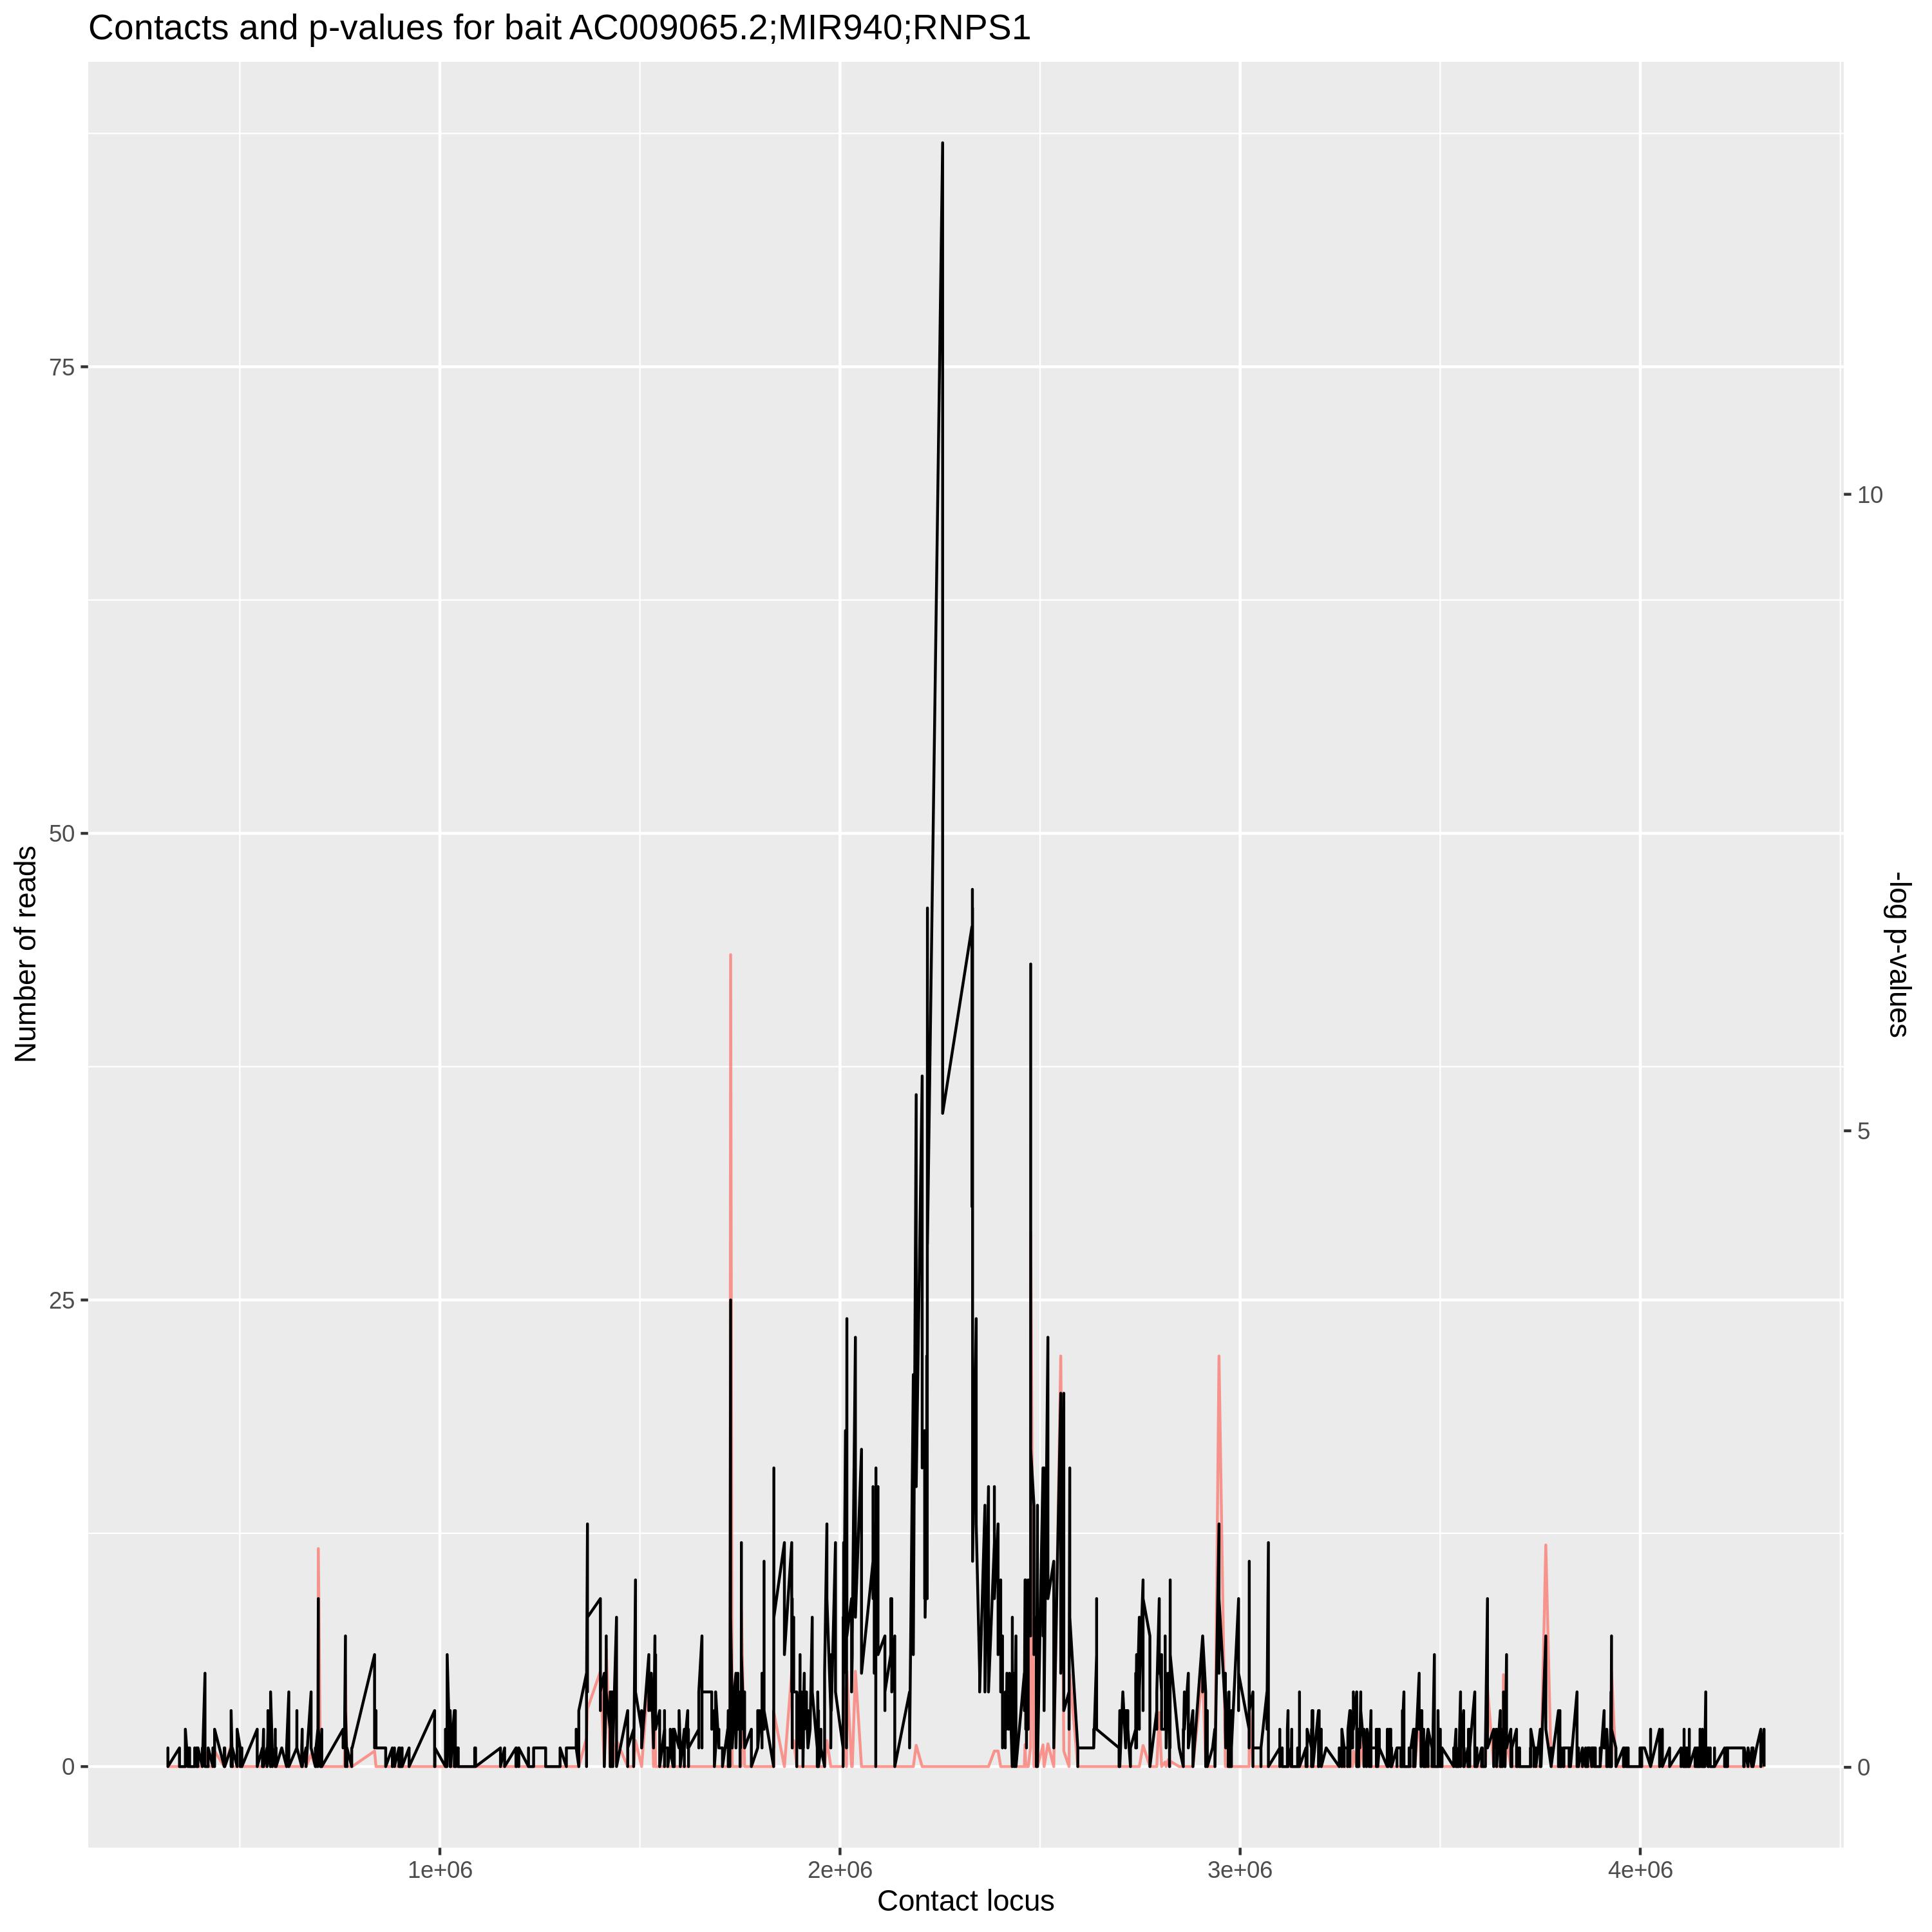 Contacts and p-values for bait AC009065.2;MIR940;RNPS1
75
50
25
0
Number of reads
10
5
0
-log p-values
1e+06
2e+06
3e+06
4e+06
Contact locus